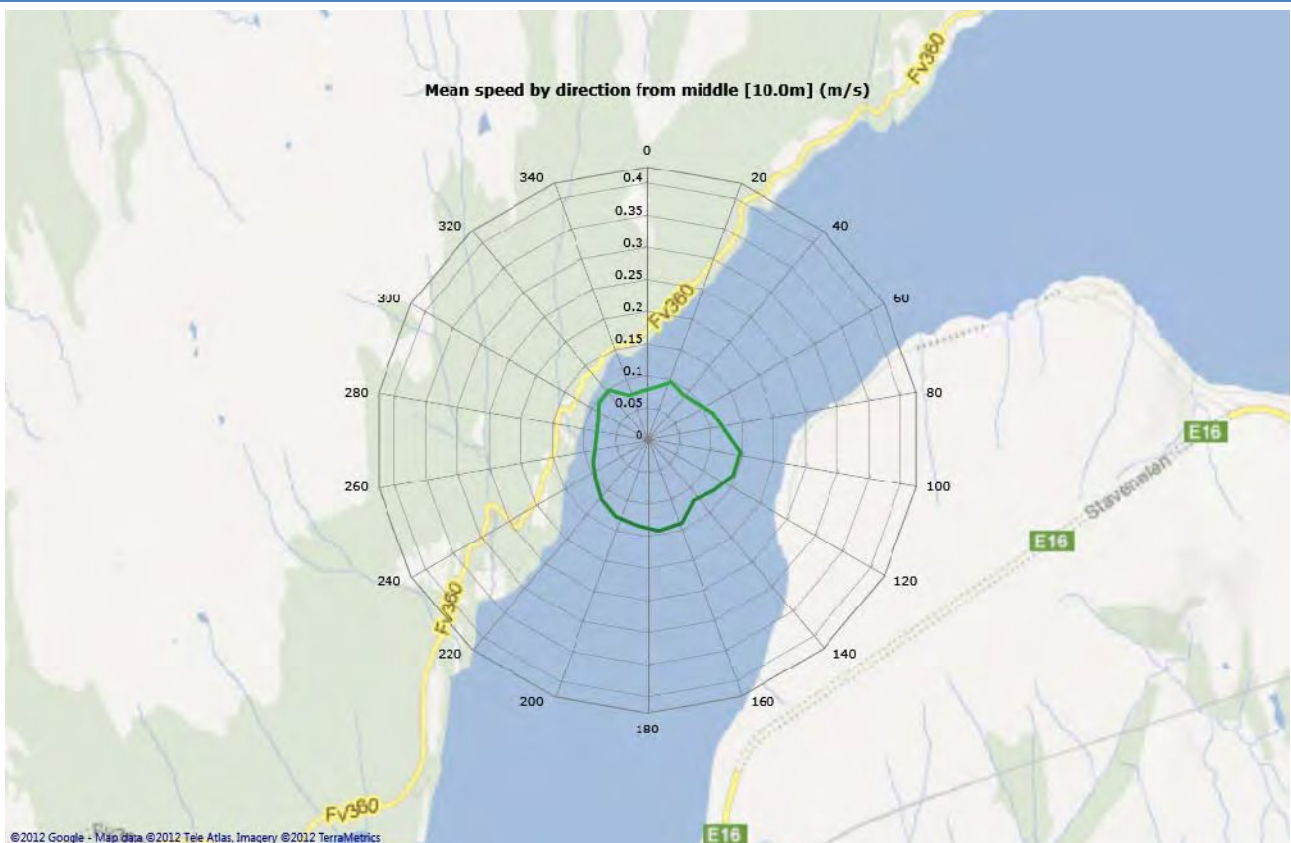 Fv360
Mean speed by direction from middle [10.0m] (m/s)
0
340
0.4
20
0.35
320
40
0.3
0.25
300
Fv360
60
0.2
0.15
0.1
280
80
0.05
0
E16
260
100
Stavenelen
E16
240
120
Fv360
220
140
200
160
180
Fv360
E16
©2012 Google - Map data ©2012 Tele Atlas, Imagery ©2012 TerraMetrics